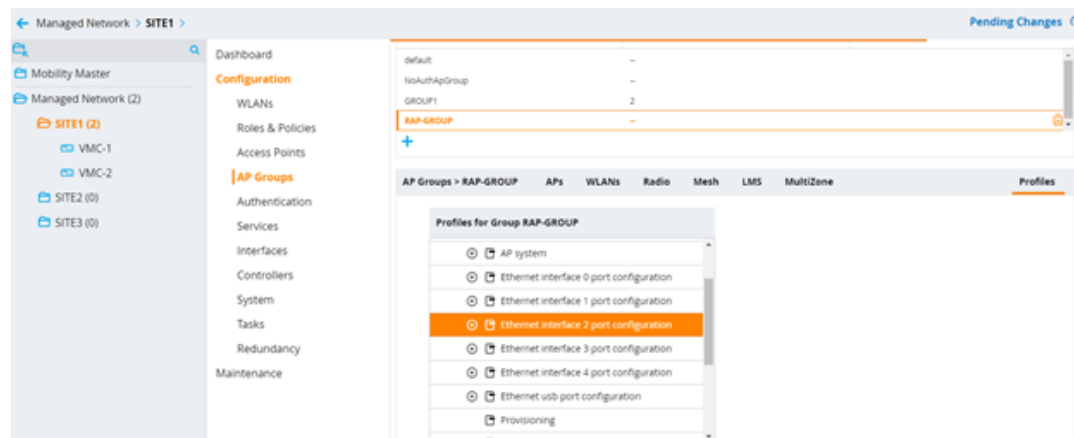 Managed Network > SITE1 >
Pending Changes
Mobility Master
Managed Network (2)
SITE1 (2)
VMC-1
VMC-2
SITE2 (0)
SITE3 (0)
Dashboard
Configuration
WLANs
Roles & Policies
Access Points
AP Groups
Authentication
Services
Interfaces
Controllers
System
Tasks
Redundancy
Maintenance
default --
NoAuthApGroup --
GROUP1 2
RAP-GROUP --
+
AP Groups > RAP-GROUP APs WLANs Radio Mesh LMS MultiZone Profiles
Profiles for Group RAP-GROUP
AP system
Ethernet interface 0 port configuration
Ethernet interface 1 port configuration
Ethernet interface 2 port configuration
Ethernet interface 3 port configuration
Ethernet interface 4 port configuration
Ethernet usb port configuration
Provisioning